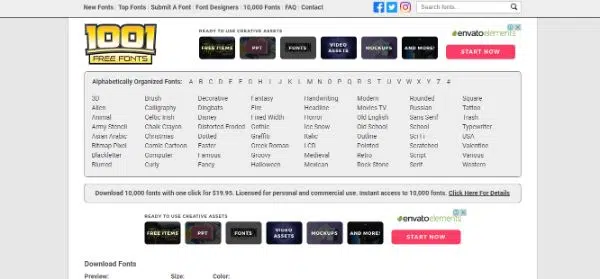 New Fonts | Top Fonts | Submit A Font | Font Designers | 10,000 Fonts | FAQ | Contact
Search fonts...
1001
FREE FONTS
READY TO USE CREATIVE ASSETS
FREE ITEMS PPT FONTS VIDEO ASSETS MOCKUPS AND MORE!
envatoelements
START NOW
Alphabetically Organized Fonts: A B C D E F G H I J K L M N O P Q R S T U V W X Y Z #
3D Brush Decorative Fantasy Handwriting Modern Rounded Square
Alien Calligraphy Dingbats Fire Headline Movies TV Russian Tattoo
Animal Celtic Irish Disney Fixed Width Horror Old English Sans Serif Trash
Army Stencil Chalk Crayon Distorted Eroded Gothic Ice Snow Old School School Typewriter
Asian Arabic Christmas Dotted Graffiti Italic Outline Sci Fi USA
Bitmap Pixel Comic Cartoon Easter Greek Roman LCD Pointed Scratched Valentine
Blackletter Computer Famous Groovy Medieval Retro Script Various
Blurred Curly Fancy Halloween Mexican Rock Stone Serif Western
Download 10,000 fonts with one click for $19.95. Licensed for personal and commercial use. Instant access to 10,000 fonts. Click Here For Details
READY TO USE CREATIVE ASSETS
FREE ITEMS PPT FONTS VIDEO ASSETS MOCKUPS AND MORE!
envatoelements
START NOW
Download Fonts
Preview: Size: Color: